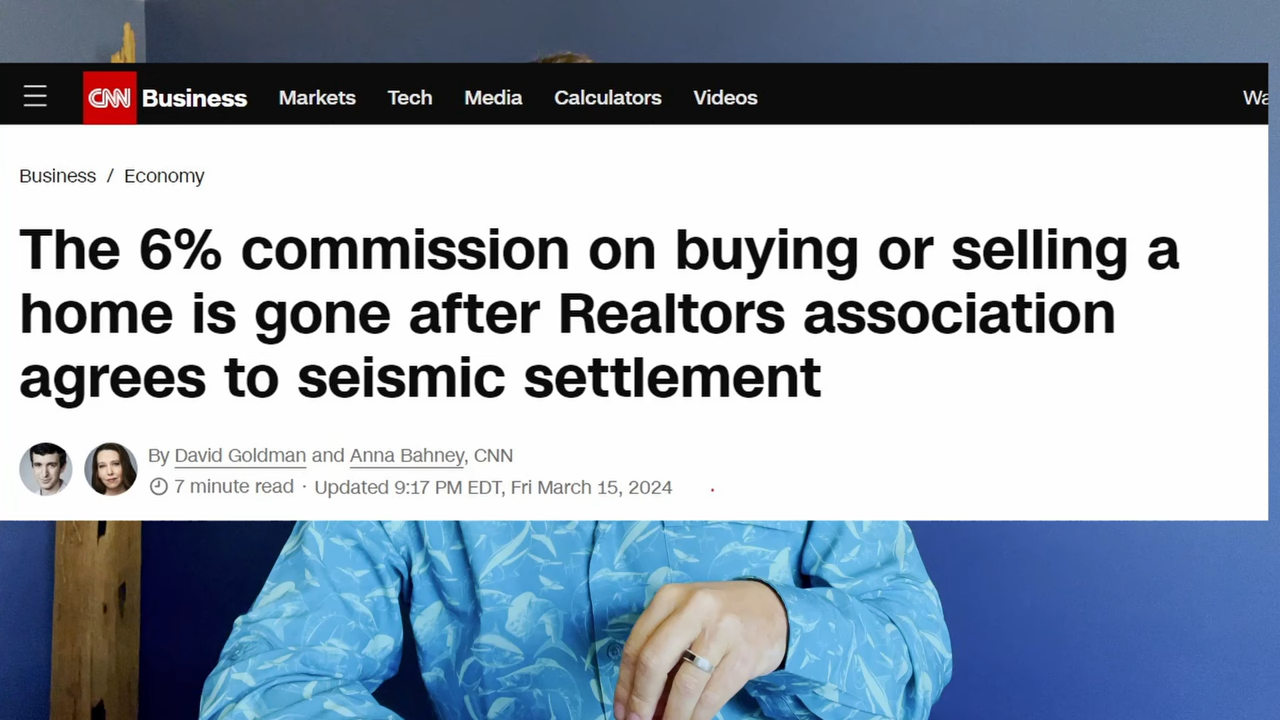 CNN Business Markets Tech Media Calculators Videos
Business / Economy
The 6% commission on buying or selling a
home is gone after Realtors association
agrees to seismic settlement
By David Goldman and Anna Bahney, CNN
7 minute read · Updated 9:17 PM EDT, Fri March 15, 2024